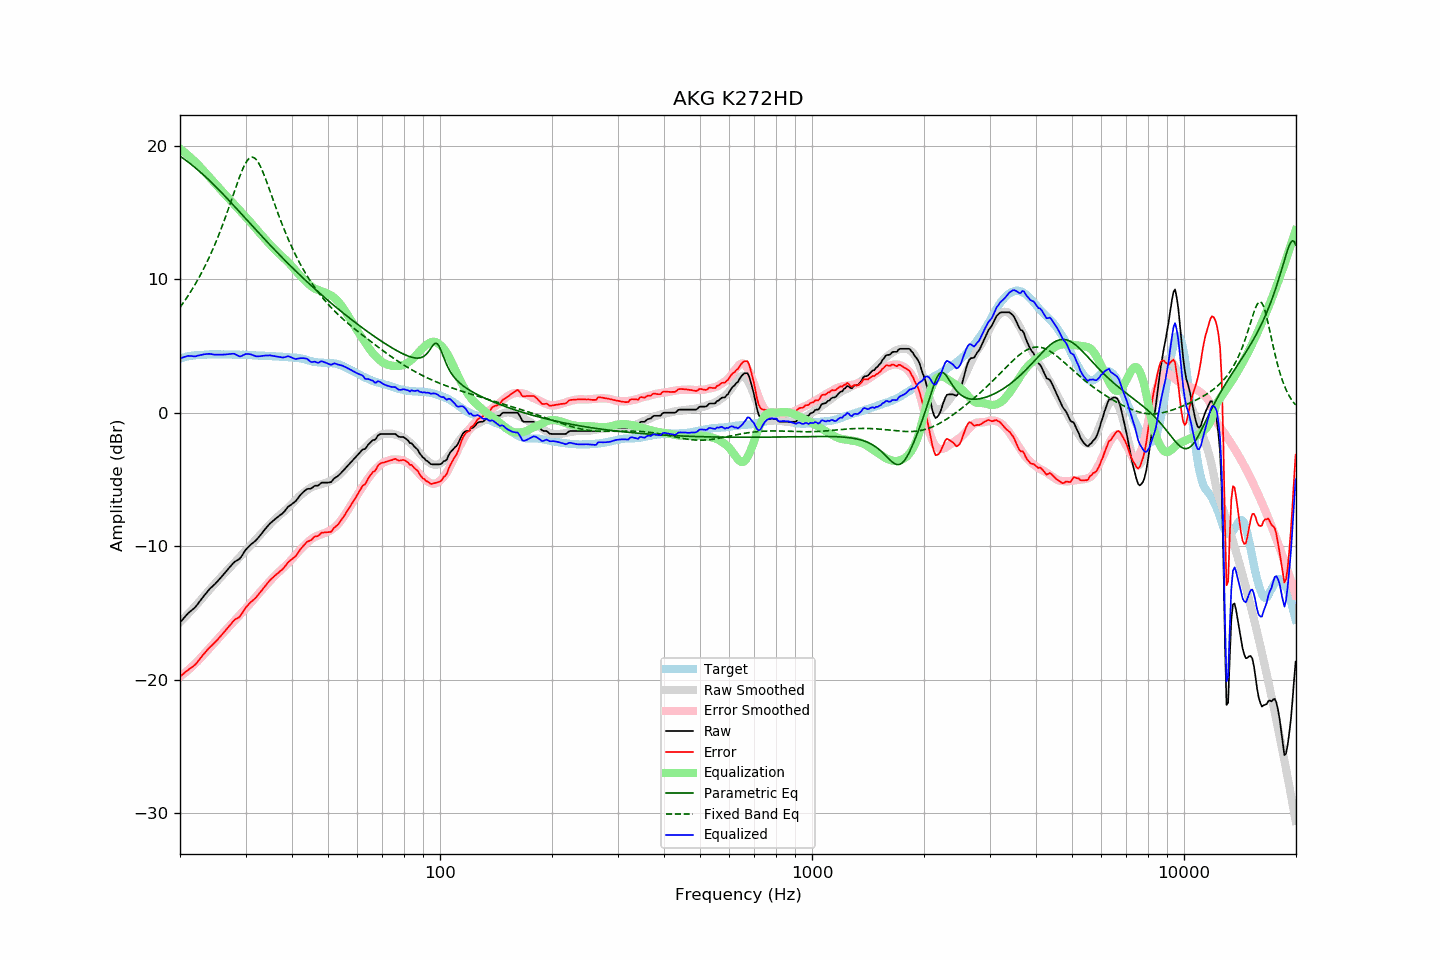 AKG K272HD
20
10
0
−10
−20
−30
Amplitude (dBr)
100
1000
10000
Frequency (Hz)
Target
Raw Smoothed
Error Smoothed
Raw
Error
Equalization
Parametric Eq
Fixed Band Eq
Equalized